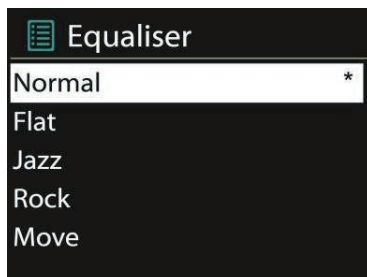 Equaliser
Normal *
Flat
Jazz
Rock
Move